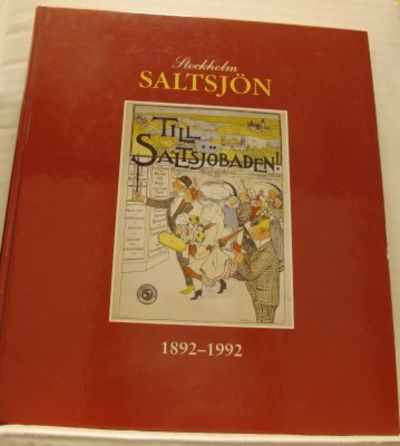 Stockholm
SALTSJÖN
TILL
SALTSJÖBADEN!
1892–1992